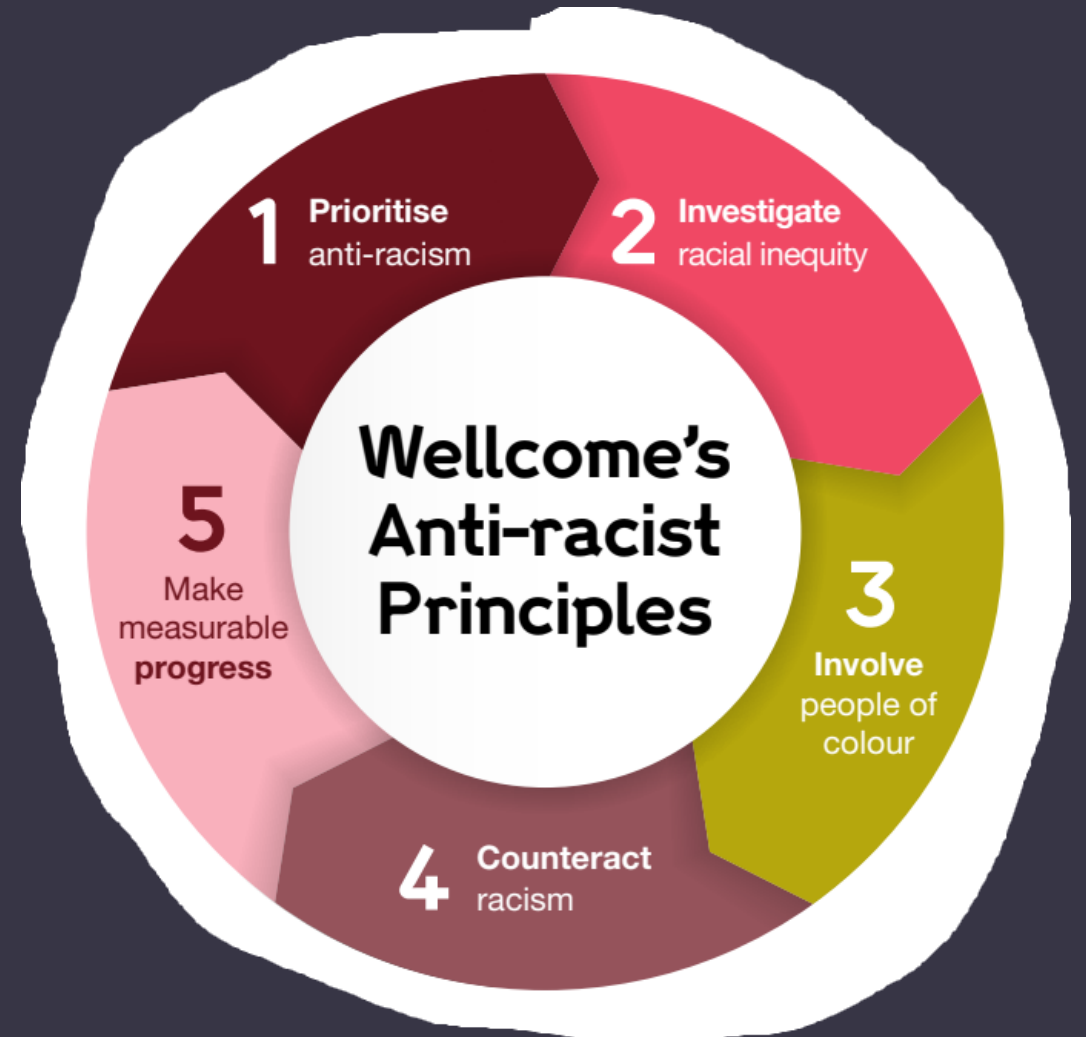 Wellcome's
Anti-racist
Principles
1
Prioritise
anti-racism
2
Investigate
racial inequity
3
Involve
people of
colour
4
Counteract
racism
5
Make
measurable
progress